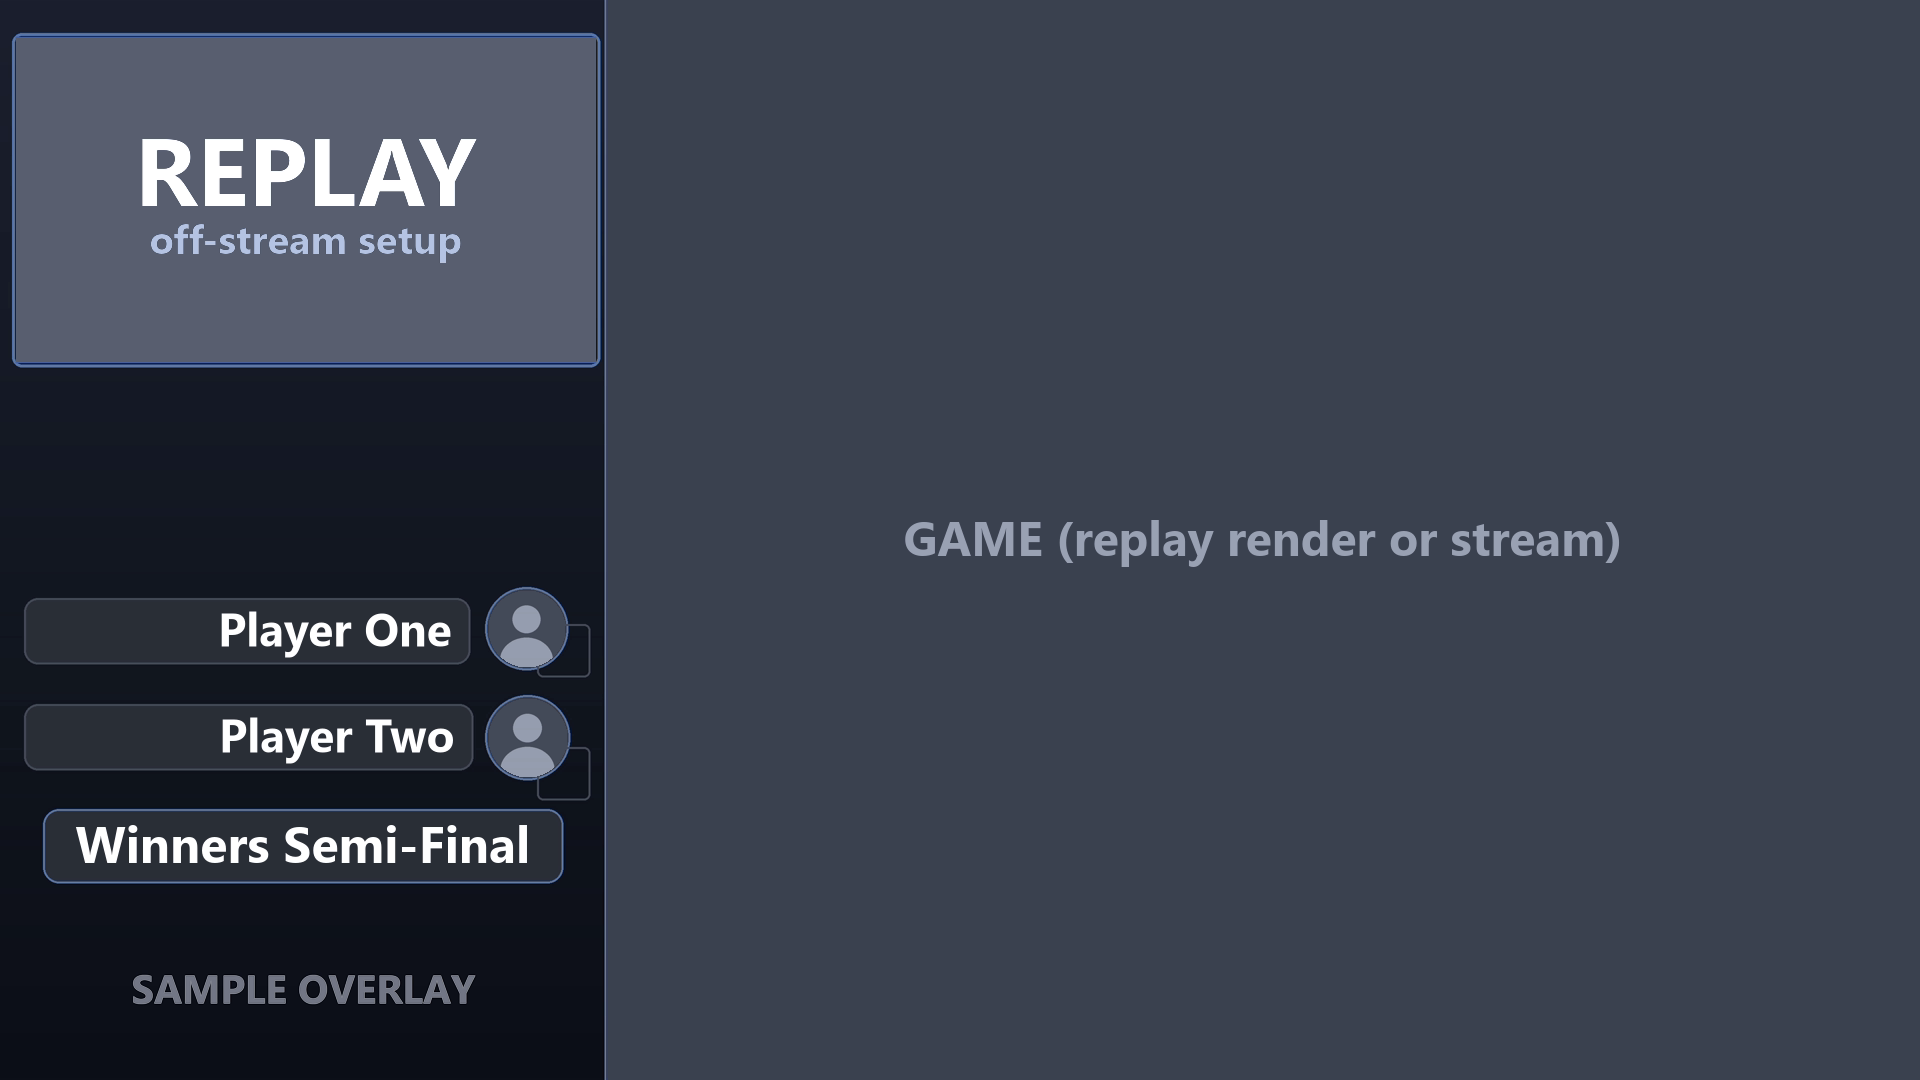 REPLAY
off-stream setup
GAME (replay render or stream)
Player One
Player Two
Winners Semi-Final
SAMPLE OVERLAY